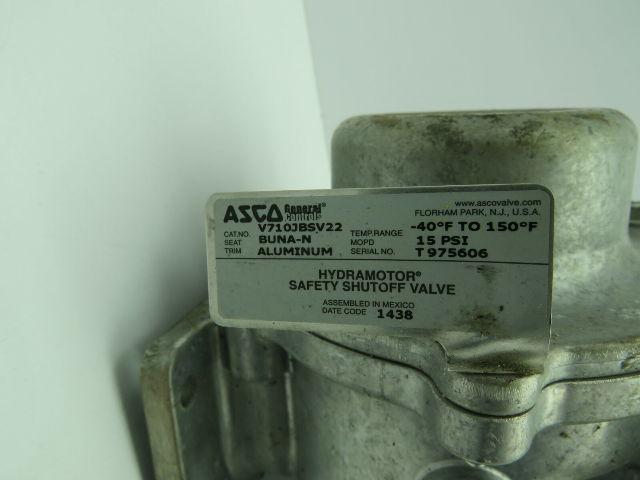 ASCO General Controls® www.ascovalve.com
FLORHAM PARK, N.J., U.S.A.
CAT.NO. V710JBSV22 TEMP.RANGE -40°F TO 150°F
SEAT BUNA-N MOPD 15 PSI
TRIM ALUMINUM SERIAL NO. T975606
HYDRAMOTOR®
SAFETY SHUTOFF VALVE
ASSEMBLED IN MEXICO
DATE CODE 1438